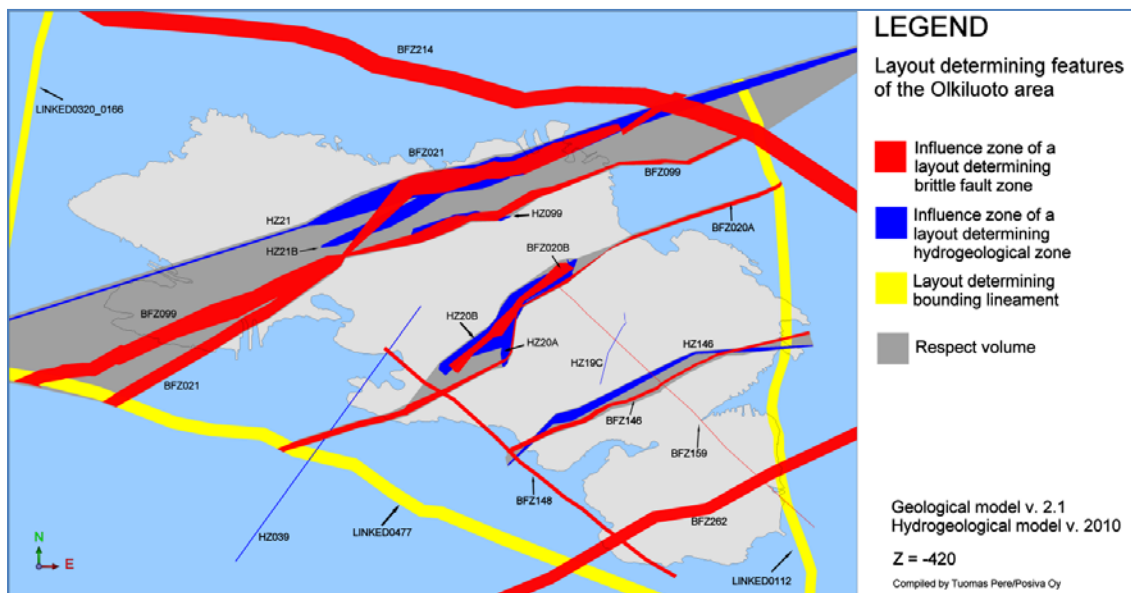 BFZ214
LINKED0320_0166
BFZ021
BFZ099
HZ21
HZ099
HZ21B
BFZ020A
BFZ020B
BFZ099
HZ20B
HZ20A
HZ146
HZ19C
BFZ021
BFZ146
BFZ159
BFZ148
BFZ262
LINKED0477
HZ039
LINKED0112
N
E
LEGEND
Layout determining features
of the Olkiluoto area
Influence zone of a
layout determining
brittle fault zone
Influence zone of a
layout determining
hydrogeological zone
Layout determining
bounding lineament
Respect volume
Geological model v. 2.1
Hydrogeological model v. 2010
Z = -420
Compiled by Tuomas Pere/Posiva Oy